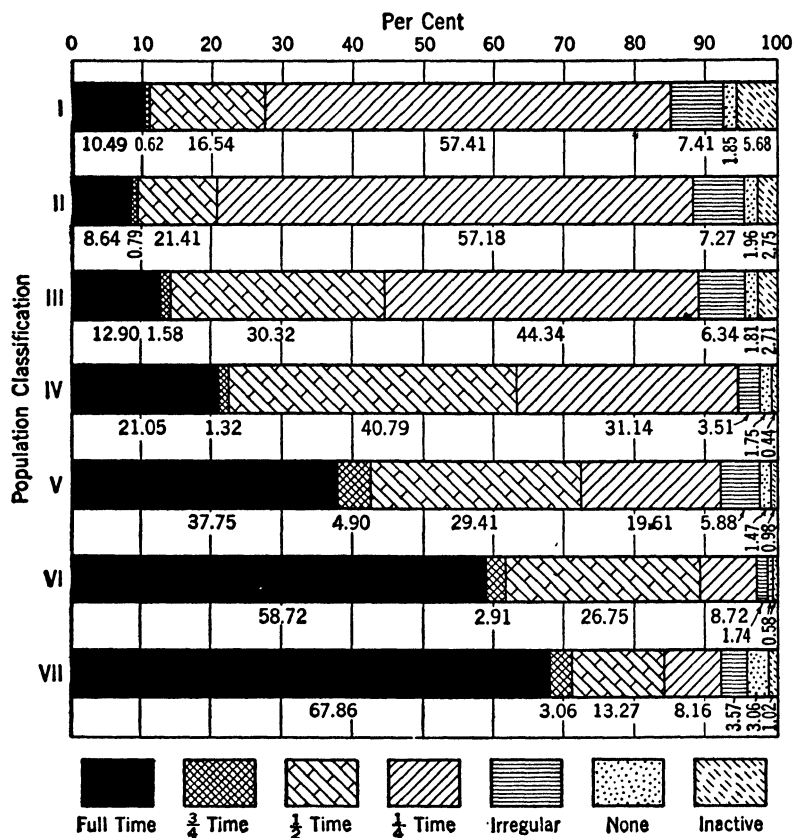 Per Cent
0 10 20 30 40 50 60 70 80 90 100
Population Classification
I
10.49 0.62 16.54 57.41 7.41 1.85 5.68
II
8.64 0.79 21.41 57.18 7.27 1.96 2.75
III
12.90 1.58 30.32 44.34 6.34 1.81 2.71
IV
21.05 1.32 40.79 31.14 3.51 1.75 0.44
V
37.75 4.90 29.41 19.61 5.88 1.47 0.98
VI
58.72 2.91 26.75 8.72 1.74 0.58
VII
67.86 3.06 13.27 8.16 3.57 3.06 1.02
Full Time ¾ Time ½ Time ¼ Time Irregular None Inactive